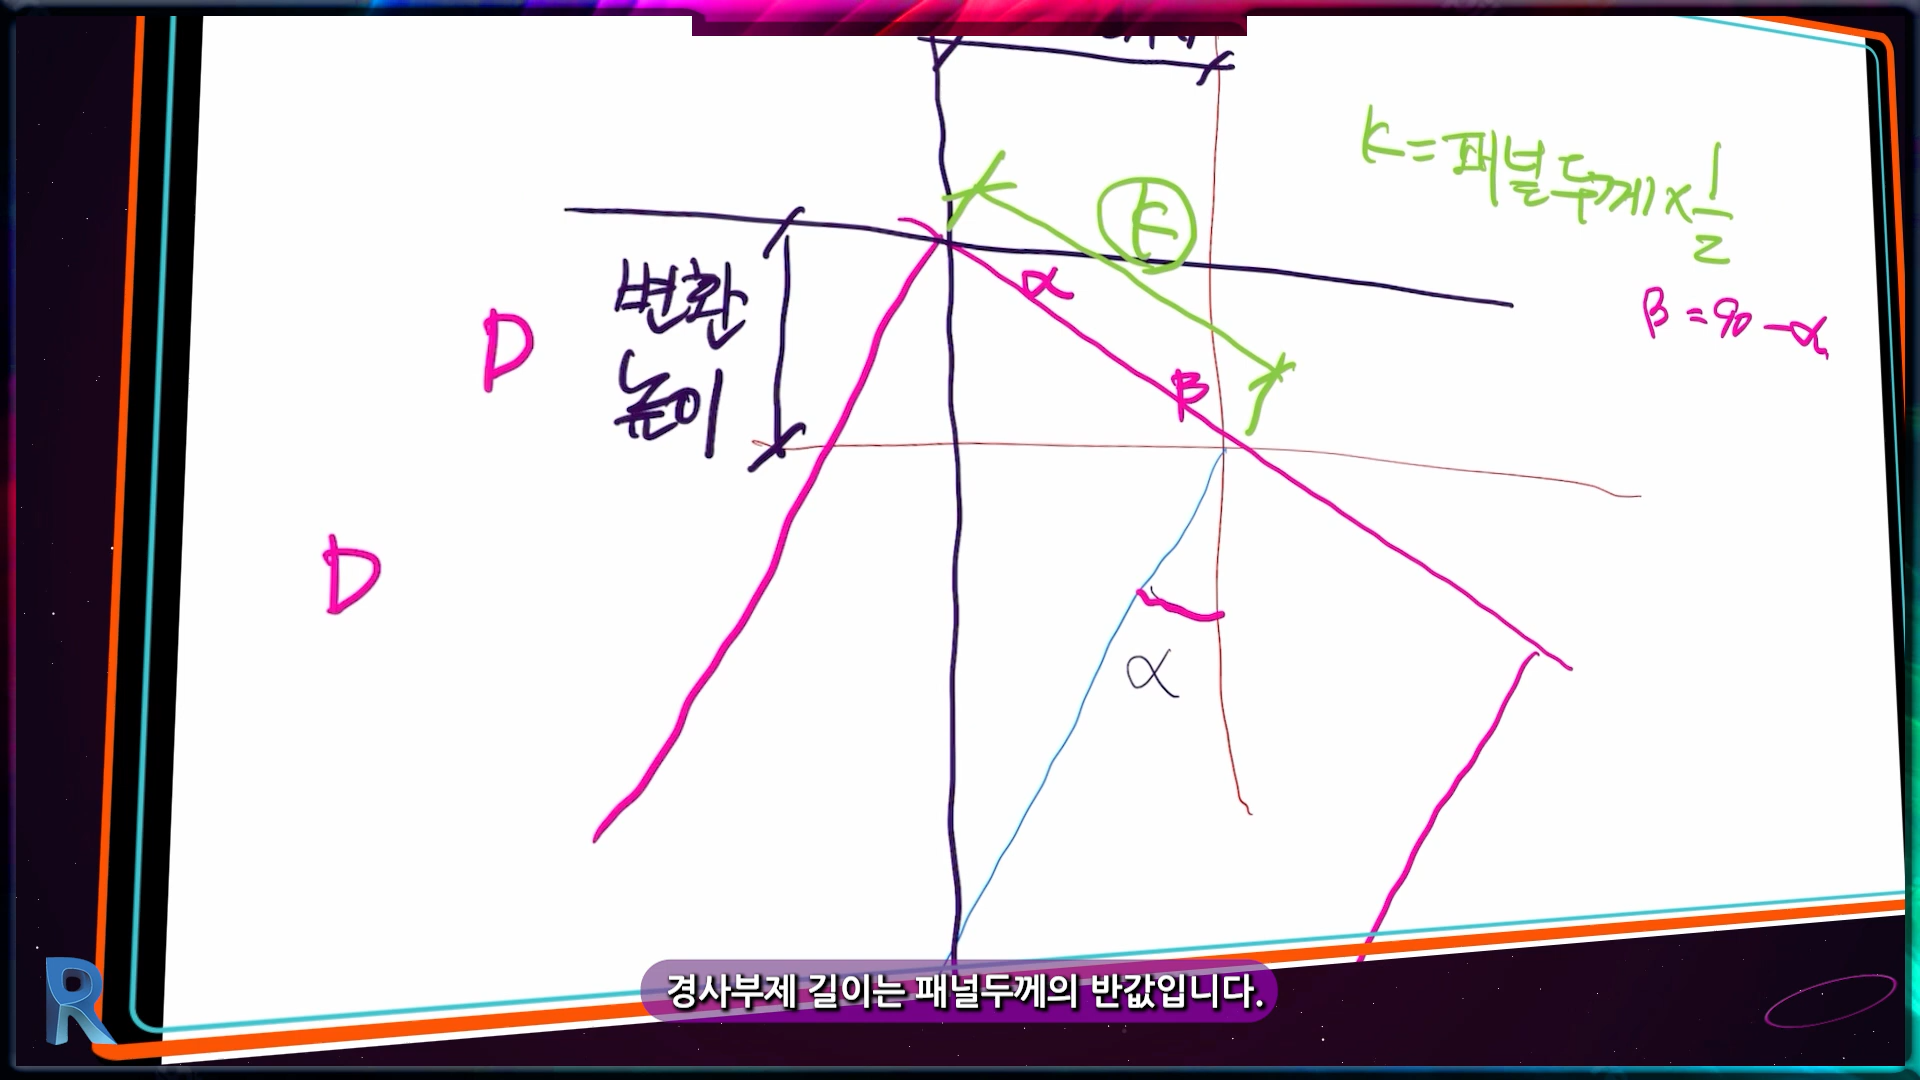 K
K=패널두께×1/2
α
변환
높이
β=90-α
D
β
D
α
경사부제 길이는 패널두께의 반값입니다.
R